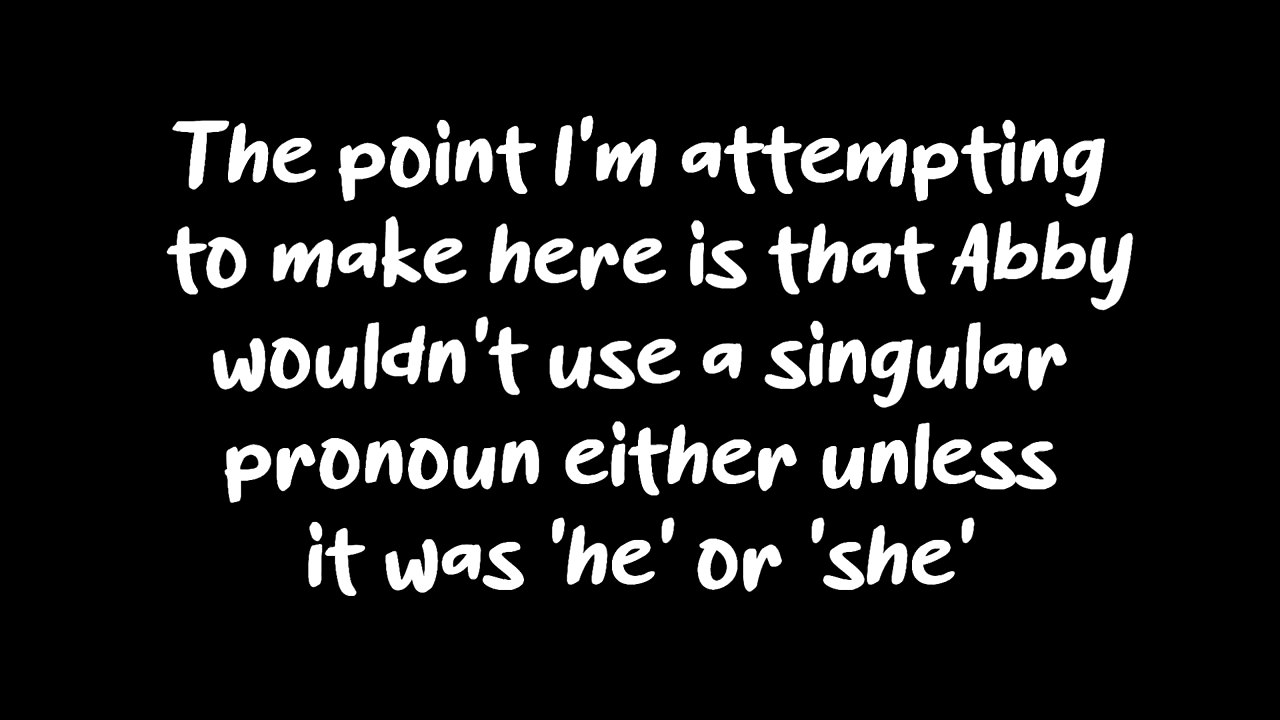 The point I'm attempting
to make here is that Abby
wouldn't use a singular
pronoun either unless
it was 'he' or 'she'